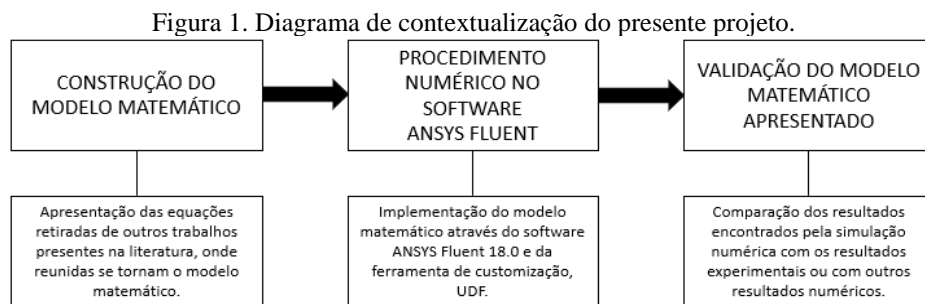 Figura 1. Diagrama de contextualização do presente projeto.
CONSTRUÇÃO DO
MODELO MATEMÁTICO
PROCEDIMENTO
NUMÉRICO NO
SOFTWARE
ANSYS FLUENT
VALIDAÇÃO DO MODELO
MATEMÁTICO
APRESENTADO
Apresentação das equações
retiradas de outros trabalhos
presentes na literatura, onde
reunidas se tornam o modelo
matemático.
Implementação do modelo
matemático através do software
ANSYS Fluent 18.0 e da
ferramenta de customização,
UDF.
Comparação dos resultados
encontrados pela simulação
numérica com os resultados
experimentais ou com outros
resultados numéricos.